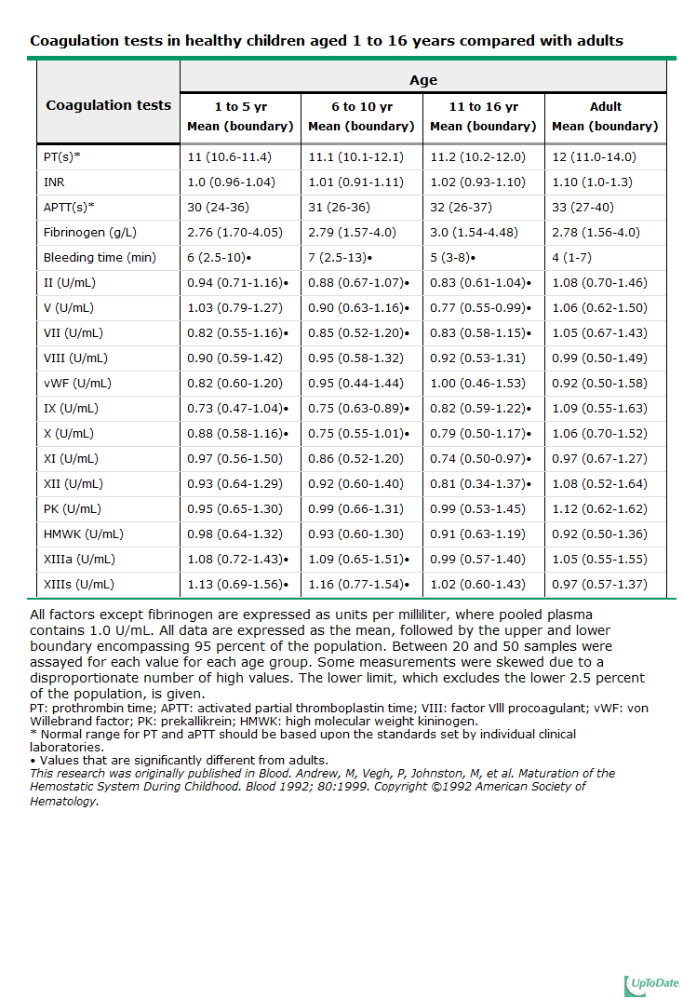 Coagulation tests in healthy children aged 1 to 16 years compared with adults
Coagulation tests
Age
1 to 5 yr
Mean (boundary)
6 to 10 yr
Mean (boundary)
11 to 16 yr
Mean (boundary)
Adult
Mean (boundary)
PT(s)* 11 (10.6-11.4) 11.1 (10.1-12.1) 11.2 (10.2-12.0) 12 (11.0-14.0)
INR 1.0 (0.96-1.04) 1.01 (0.91-1.11) 1.02 (0.93-1.10) 1.10 (1.0-1.3)
APTT(s)* 30 (24-36) 31 (26-36) 32 (26-37) 33 (27-40)
Fibrinogen (g/L) 2.76 (1.70-4.05) 2.79 (1.57-4.0) 3.0 (1.54-4.48) 2.78 (1.56-4.0)
Bleeding time (min) 6 (2.5-10)• 7 (2.5-13)• 5 (3-8)• 4 (1-7)
II (U/mL) 0.94 (0.71-1.16)• 0.88 (0.67-1.07)• 0.83 (0.61-1.04)• 1.08 (0.70-1.46)
V (U/mL) 1.03 (0.79-1.27) 0.90 (0.63-1.16)• 0.77 (0.55-0.99)• 1.06 (0.62-1.50)
VII (U/mL) 0.82 (0.55-1.16)• 0.85 (0.52-1.20)• 0.83 (0.58-1.15)• 1.05 (0.67-1.43)
VIII (U/mL) 0.90 (0.59-1.42) 0.95 (0.58-1.32) 0.92 (0.53-1.31) 0.99 (0.50-1.49)
vWF (U/mL) 0.82 (0.60-1.20) 0.95 (0.44-1.44) 1.00 (0.46-1.53) 0.92 (0.50-1.58)
IX (U/mL) 0.73 (0.47-1.04)• 0.75 (0.63-0.89)• 0.82 (0.59-1.22)• 1.09 (0.55-1.63)
X (U/mL) 0.88 (0.58-1.16)• 0.75 (0.55-1.01)• 0.79 (0.50-1.17)• 1.06 (0.70-1.52)
XI (U/mL) 0.97 (0.56-1.50) 0.86 (0.52-1.20) 0.74 (0.50-0.97)• 0.97 (0.67-1.27)
XII (U/mL) 0.93 (0.64-1.29) 0.92 (0.60-1.40) 0.81 (0.34-1.37)• 1.08 (0.52-1.64)
PK (U/mL) 0.95 (0.65-1.30) 0.99 (0.66-1.31) 0.99 (0.53-1.45) 1.12 (0.62-1.62)
HMWK (U/mL) 0.98 (0.64-1.32) 0.93 (0.60-1.30) 0.91 (0.63-1.19) 0.92 (0.50-1.36)
XIIIa (U/mL) 1.08 (0.72-1.43)• 1.09 (0.65-1.51)• 0.99 (0.57-1.40) 1.05 (0.55-1.55)
XIIIs (U/mL) 1.13 (0.69-1.56)• 1.16 (0.77-1.54)• 1.02 (0.60-1.43) 0.97 (0.57-1.37)
All factors except fibrinogen are expressed as units per milliliter, where pooled plasma
contains 1.0 U/mL. All data are expressed as the mean, followed by the upper and lower
boundary encompassing 95 percent of the population. Between 20 and 50 samples were
assayed for each value for each age group. Some measurements were skewed due to a
disproportionate number of high values. The lower limit, which excludes the lower 2.5 percent
of the population, is given.
PT: prothrombin time; APTT: activated partial thromboplastin time; VIII: factor Vlll procoagulant; vWF: von
Willebrand factor; PK: prekallikrein; HMWK: high molecular weight kininogen.
* Normal range for PT and aPTT should be based upon the standards set by individual clinical
laboratories.
• Values that are significantly different from adults.
This research was originally published in Blood. Andrew, M, Vegh, P, Johnston, M, et al. Maturation of the
Hemostatic System During Childhood. Blood 1992; 80:1999. Copyright ©1992 American Society of
Hematology.
UpToDate